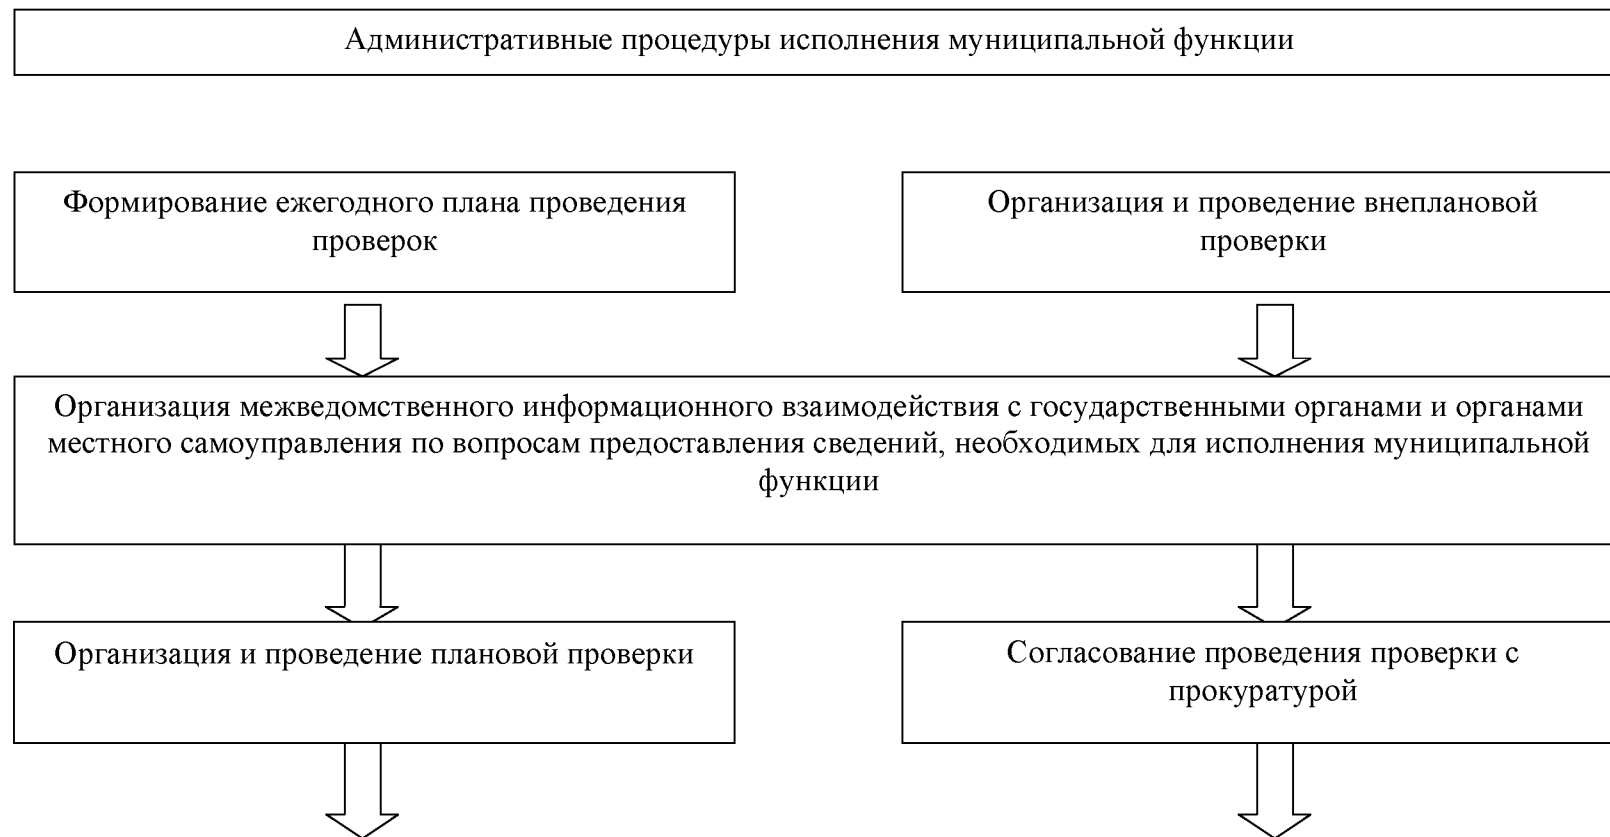 Административные процедуры исполнения муниципальной функции
Формирование ежегодного плана проведения
проверок
Организация и проведение внеплановой
проверки
Организация межведомственного информационного взаимодействия с государственными органами и органами
местного самоуправления по вопросам предоставления сведений, необходимых для исполнения муниципальной
функции
Организация и проведение плановой проверки
Согласование проведения проверки с
прокуратурой